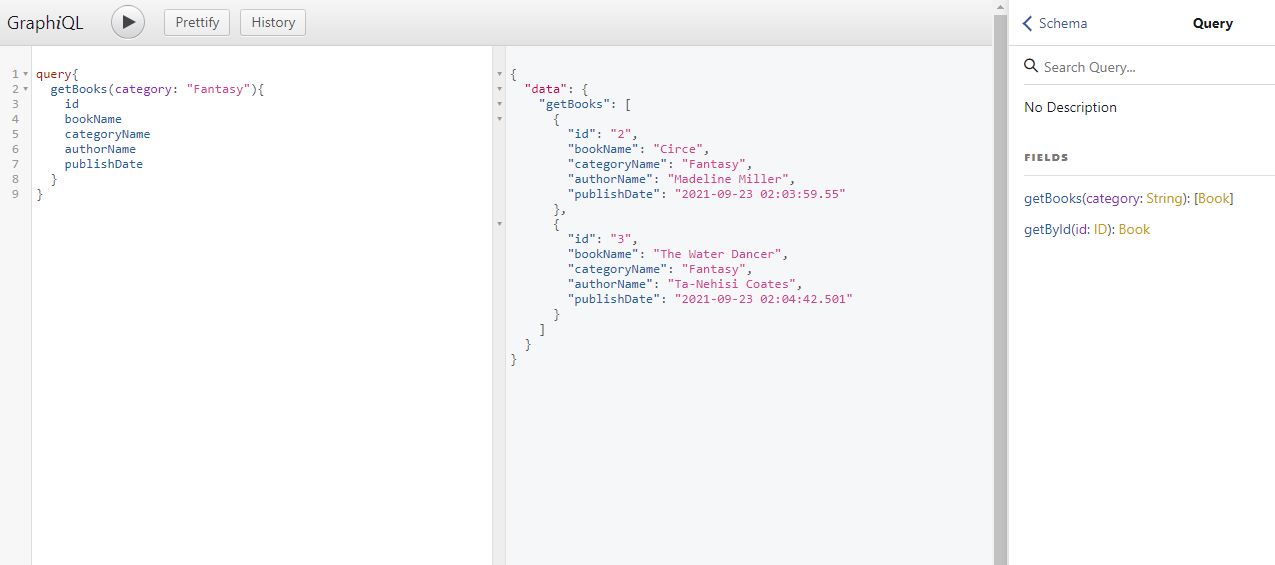 GraphiQL
Prettify
History
1 query{
2   getBooks(category: "Fantasy"){
3     id
4     bookName
5     categoryName
6     authorName
7     publishDate
8   }
9 }
{
  "data": {
    "getBooks": [
      {
        "id": "2",
        "bookName": "Circe",
        "categoryName": "Fantasy",
        "authorName": "Madeline Miller",
        "publishDate": "2021-09-23 02:03:59.55"
      },
      {
        "id": "3",
        "bookName": "The Water Dancer",
        "categoryName": "Fantasy",
        "authorName": "Ta-Nehisi Coates",
        "publishDate": "2021-09-23 02:04:42.501"
      }
    ]
  }
}
Schema
Query
Search Query...
No Description
FIELDS
getBooks(category: String): [Book]
getById(id: ID): Book